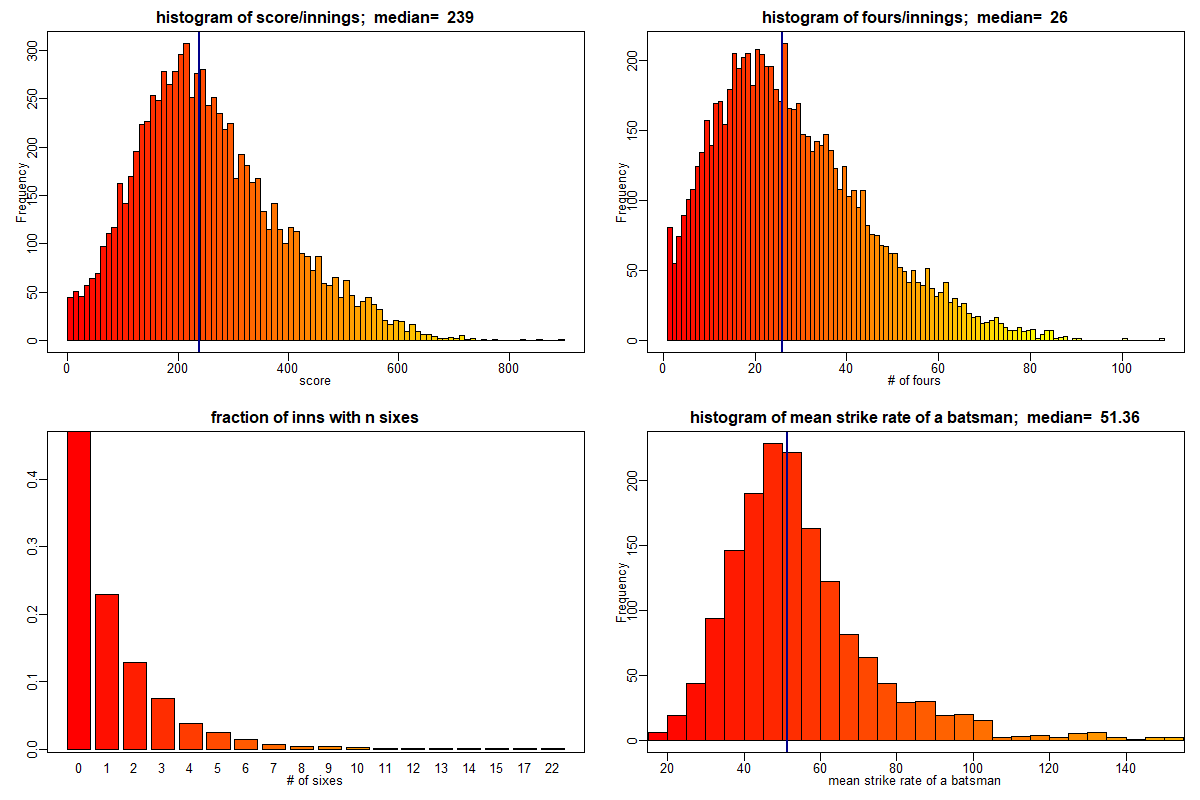 histogram of score/innings;  median=  239
Frequency
0
50
100
150
200
250
300
0 200 400 600 800
score
histogram of fours/innings;  median=  26
Frequency
0
50
100
150
200
0 20 40 60 80 100
# of fours
fraction of inns with n sixes
0.0
0.1
0.2
0.3
0.4
0 1 2 3 4 5 6 7 8 9 10 11 12 13 14 15 17 22
# of sixes
histogram of mean strike rate of a batsman;  median=  51.36
Frequency
0
50
100
150
200
20 40 60 80 100 120 140
mean strike rate of a batsman